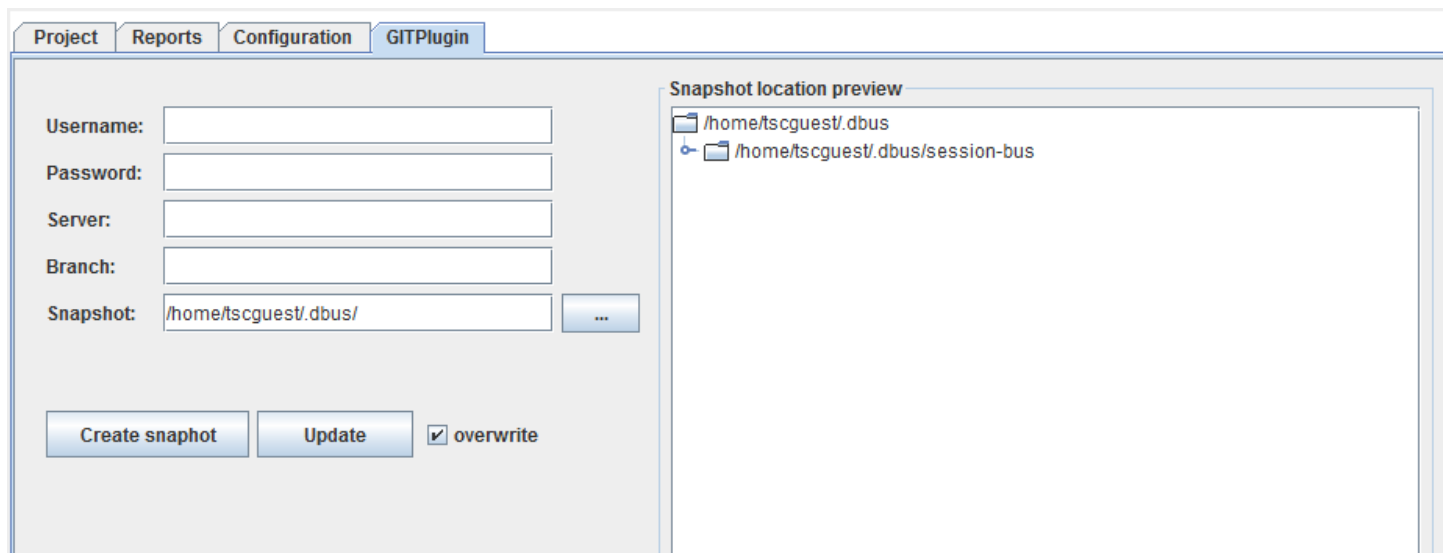 Project Reports Configuration GITPlugin
Username:
Password:
Server:
Branch:
Snapshot: /home/tscguest/.dbus/ ...
Create snaphot Update overwrite
Snapshot location preview
/home/tscguest/.dbus
/home/tscguest/.dbus/session-bus